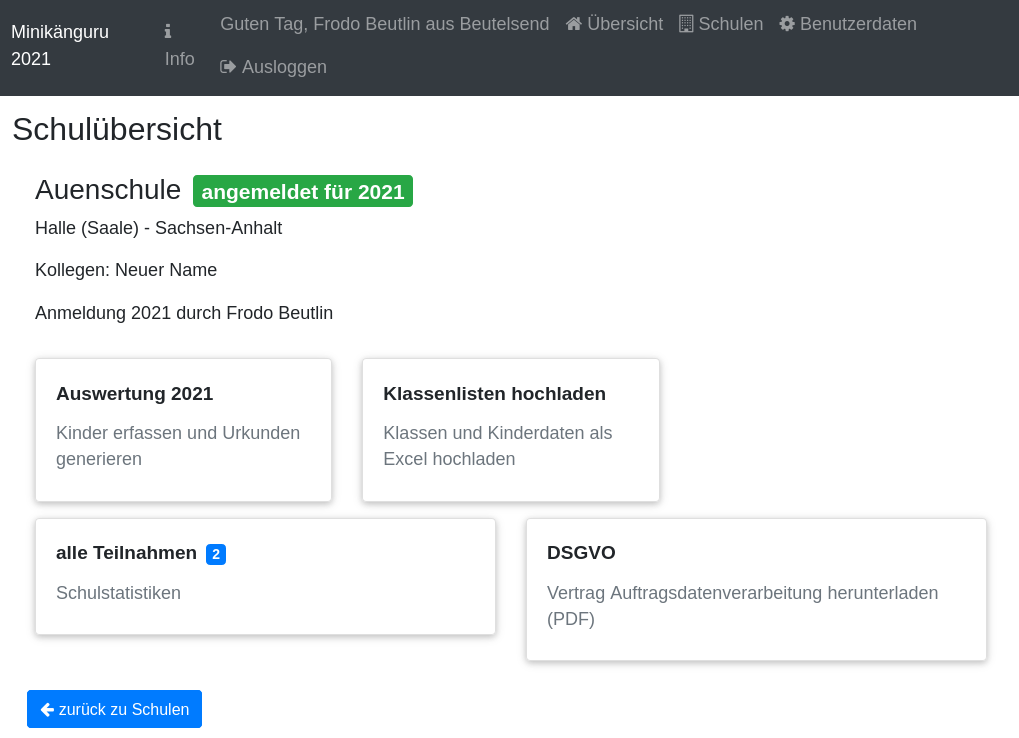 Minikänguru
2021
Info
Guten Tag, Frodo Beutlin aus Beutelsend Übersicht Schulen Benutzerdaten
Ausloggen
Schulübersicht
Auenschule angemeldet für 2021
Halle (Saale) - Sachsen-Anhalt
Kollegen: Neuer Name
Anmeldung 2021 durch Frodo Beutlin
Auswertung 2021
Kinder erfassen und Urkunden
generieren
Klassenlisten hochladen
Klassen und Kinderdaten als
Excel hochladen
alle Teilnahmen 2
Schulstatistiken
DSGVO
Vertrag Auftragsdatenverarbeitung herunterladen
(PDF)
zurück zu Schulen